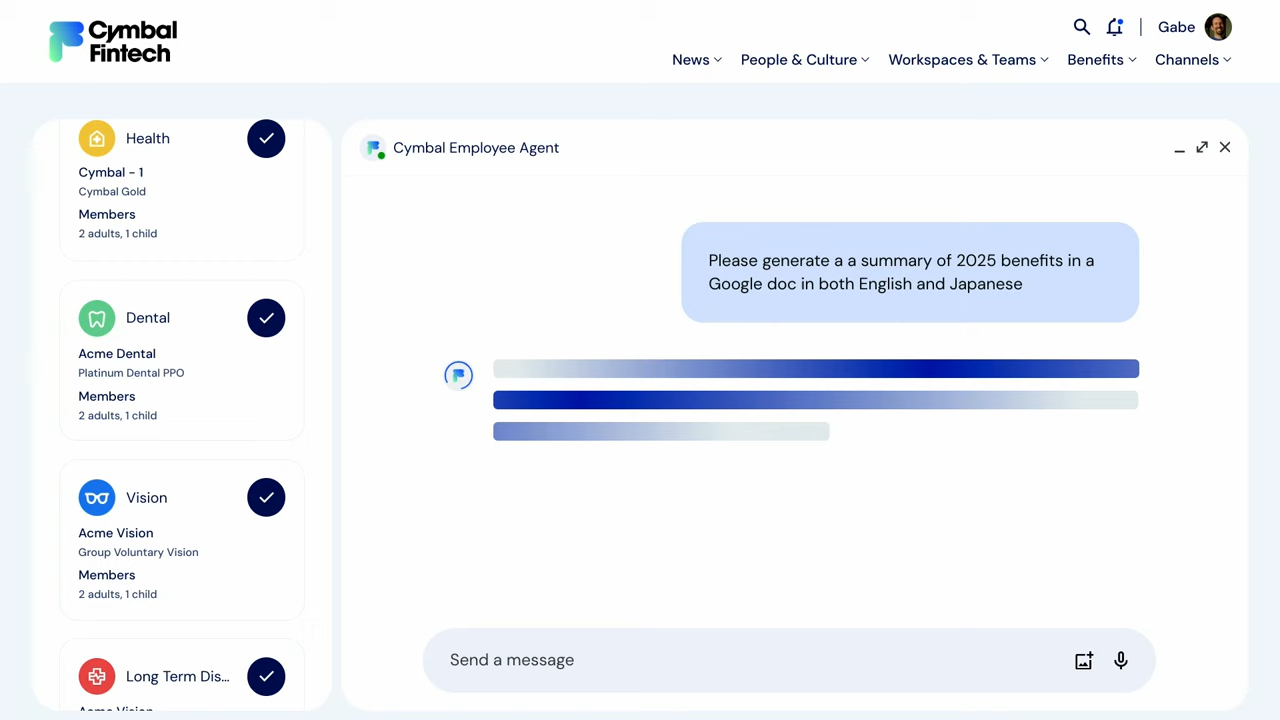 Cymbal
Fintech
Gabe
News
People & Culture
Workspaces & Teams
Benefits
Channels
Health
Cymbal - 1
Cymbal Gold
Members
2 adults, 1 child
Dental
Acme Dental
Platinum Dental PPO
Members
2 adults, 1 child
Vision
Acme Vision
Group Voluntary Vision
Members
2 adults, 1 child
Long Term Dis...
Acme Vision
Cymbal Employee Agent
Please generate a a summary of 2025 benefits in a
Google doc in both English and Japanese
Send a message